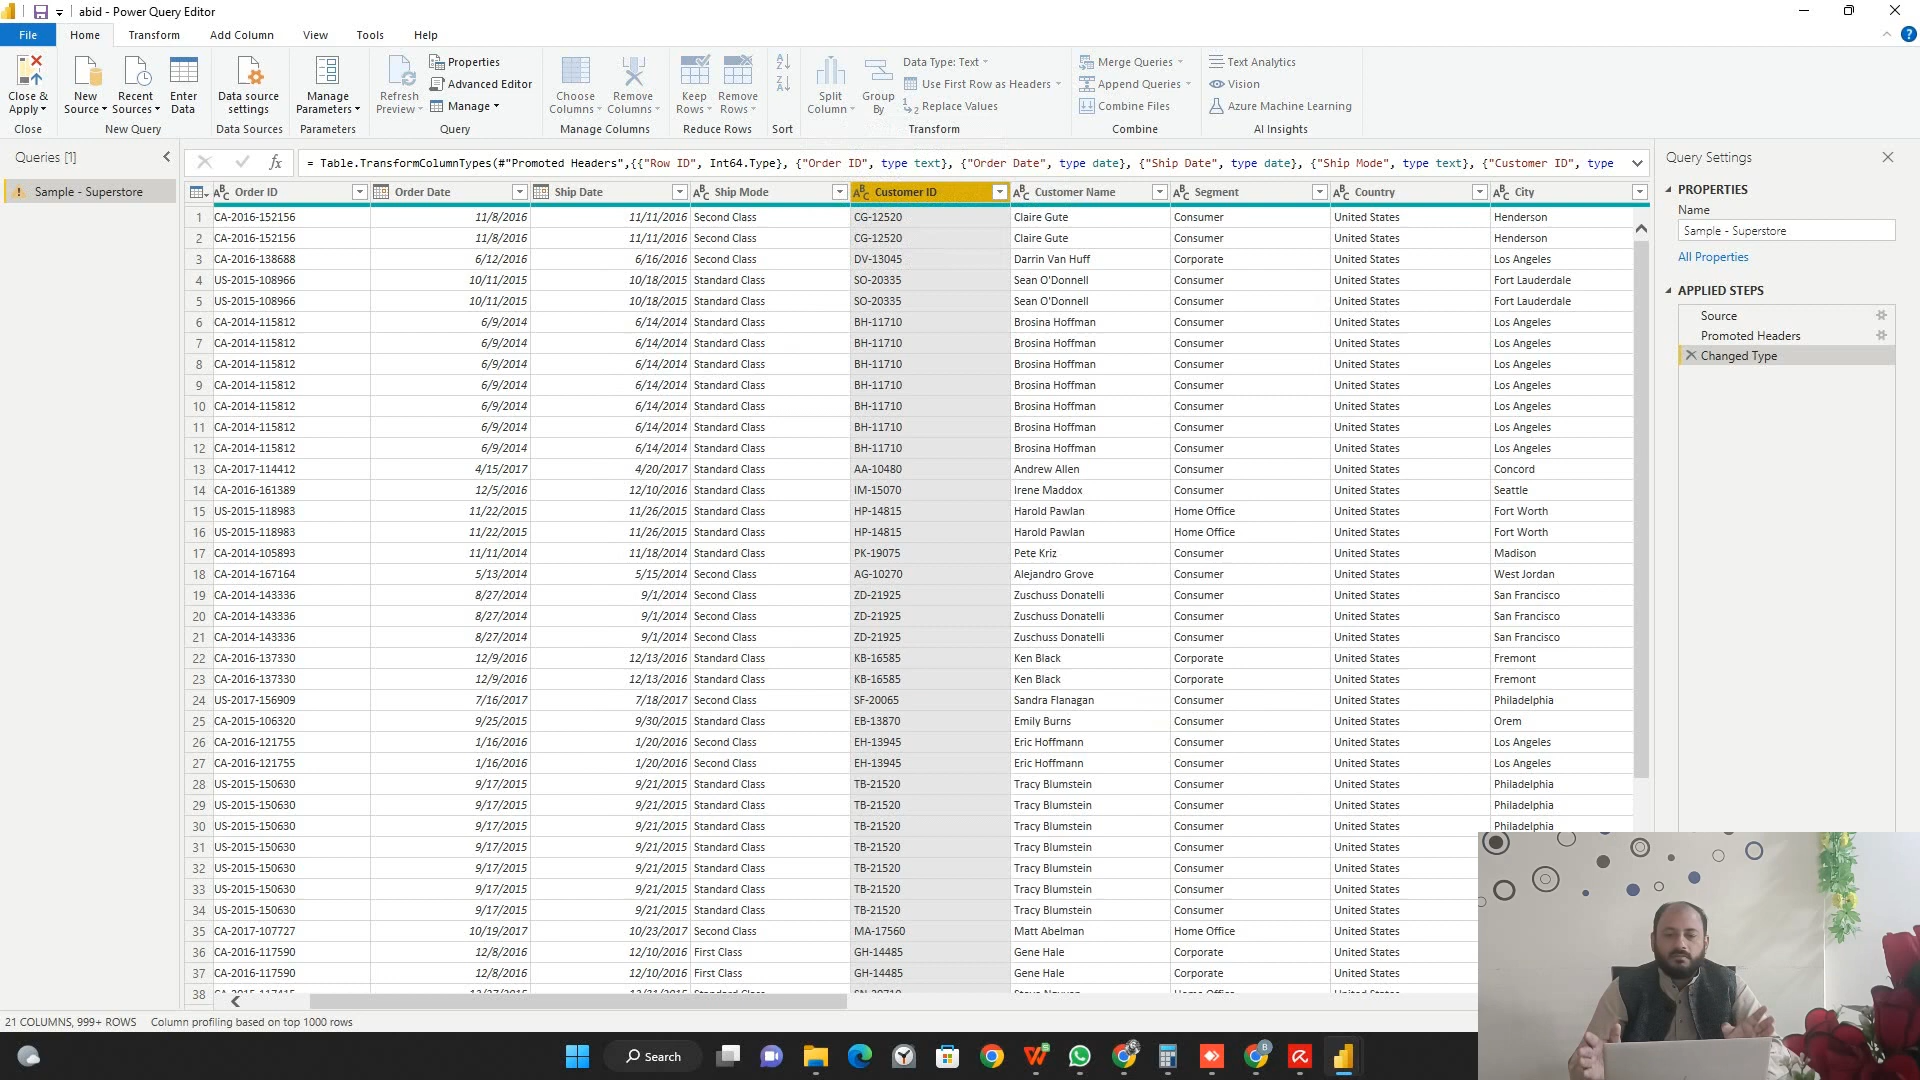 abid - Power Query Editor
File Home Transform Add Column View Tools Help
Close & Apply New Source Recent Sources Enter Data Data source settings Manage Parameters Refresh Preview Properties Advanced Editor Manage Choose Columns Remove Columns Keep Rows Remove Rows Split Column Group By Data Type: Text Use First Row as Headers Replace Values Merge Queries Append Queries Combine Files Text Analytics Vision Azure Machine Learning
Close New Query Data Sources Parameters Query Manage Columns Reduce Rows Sort Transform Combine AI Insights
Queries [1]
Sample - Superstore
fx = Table.TransformColumnTypes(#"Promoted Headers",{{"Row ID", Int64.Type}, {"Order ID", type text}, {"Order Date", type date}, {"Ship Date", type date}, {"Ship Mode", type text}, {"Customer ID", type
Order ID Order Date Ship Date Ship Mode Customer ID Customer Name Segment Country City
1 CA-2016-152156 11/8/2016 11/11/2016 Second Class CG-12520 Claire Gute Consumer United States Henderson
2 CA-2016-152156 11/8/2016 11/11/2016 Second Class CG-12520 Claire Gute Consumer United States Henderson
3 CA-2016-138688 6/12/2016 6/16/2016 Second Class DV-13045 Darrin Van Huff Corporate United States Los Angeles
4 US-2015-108966 10/11/2015 10/18/2015 Standard Class SO-20335 Sean O'Donnell Consumer United States Fort Lauderdale
5 US-2015-108966 10/11/2015 10/18/2015 Standard Class SO-20335 Sean O'Donnell Consumer United States Fort Lauderdale
6 CA-2014-115812 6/9/2014 6/14/2014 Standard Class BH-11710 Brosina Hoffman Consumer United States Los Angeles
7 CA-2014-115812 6/9/2014 6/14/2014 Standard Class BH-11710 Brosina Hoffman Consumer United States Los Angeles
8 CA-2014-115812 6/9/2014 6/14/2014 Standard Class BH-11710 Brosina Hoffman Consumer United States Los Angeles
9 CA-2014-115812 6/9/2014 6/14/2014 Standard Class BH-11710 Brosina Hoffman Consumer United States Los Angeles
10 CA-2014-115812 6/9/2014 6/14/2014 Standard Class BH-11710 Brosina Hoffman Consumer United States Los Angeles
11 CA-2014-115812 6/9/2014 6/14/2014 Standard Class BH-11710 Brosina Hoffman Consumer United States Los Angeles
12 CA-2014-115812 6/9/2014 6/14/2014 Standard Class BH-11710 Brosina Hoffman Consumer United States Los Angeles
13 CA-2017-114412 4/15/2017 4/20/2017 Standard Class AA-10480 Andrew Allen Consumer United States Concord
14 CA-2016-161389 12/5/2016 12/10/2016 Standard Class IM-15070 Irene Maddox Consumer United States Seattle
15 US-2015-118983 11/22/2015 11/26/2015 Standard Class HP-14815 Harold Pawlan Home Office United States Fort Worth
16 US-2015-118983 11/22/2015 11/26/2015 Standard Class HP-14815 Harold Pawlan Home Office United States Fort Worth
17 CA-2014-105893 11/11/2014 11/18/2014 Standard Class PK-19075 Pete Kriz Consumer United States Madison
18 CA-2014-167164 5/13/2014 5/15/2014 Second Class AG-10270 Alejandro Grove Consumer United States West Jordan
19 CA-2014-143336 8/27/2014 9/1/2014 Second Class ZD-21925 Zuschuss Donatelli Consumer United States San Francisco
20 CA-2014-143336 8/27/2014 9/1/2014 Second Class ZD-21925 Zuschuss Donatelli Consumer United States San Francisco
21 CA-2014-143336 8/27/2014 9/1/2014 Second Class ZD-21925 Zuschuss Donatelli Consumer United States San Francisco
22 CA-2016-137330 12/9/2016 12/13/2016 Standard Class KB-16585 Ken Black Corporate United States Fremont
23 CA-2016-137330 12/9/2016 12/13/2016 Standard Class KB-16585 Ken Black Corporate United States Fremont
24 US-2017-156909 7/16/2017 7/18/2017 Second Class SF-20065 Sandra Flanagan Consumer United States Philadelphia
25 CA-2015-106320 9/25/2015 9/30/2015 Standard Class EB-13870 Emily Burns Consumer United States Orem
26 CA-2016-121755 1/16/2016 1/20/2016 Second Class EH-13945 Eric Hoffmann Consumer United States Los Angeles
27 CA-2016-121755 1/16/2016 1/20/2016 Second Class EH-13945 Eric Hoffmann Consumer United States Los Angeles
28 US-2015-150630 9/17/2015 9/21/2015 Standard Class TB-21520 Tracy Blumstein Consumer United States Philadelphia
29 US-2015-150630 9/17/2015 9/21/2015 Standard Class TB-21520 Tracy Blumstein Consumer United States Philadelphia
30 US-2015-150630 9/17/2015 9/21/2015 Standard Class TB-21520 Tracy Blumstein Consumer United States Philadelphia
31 US-2015-150630 9/17/2015 9/21/2015 Standard Class TB-21520 Tracy Blumstein Consumer United States
32 US-2015-150630 9/17/2015 9/21/2015 Standard Class TB-21520 Tracy Blumstein Consumer United States
33 US-2015-150630 9/17/2015 9/21/2015 Standard Class TB-21520 Tracy Blumstein Consumer United States
34 US-2015-150630 9/17/2015 9/21/2015 Standard Class TB-21520 Tracy Blumstein Consumer United States
35 CA-2017-107727 10/19/2017 10/23/2017 Second Class MA-17560 Matt Abelman Home Office United States
36 CA-2016-117590 12/8/2016 12/10/2016 First Class GH-14485 Gene Hale Corporate United States
37 CA-2016-117590 12/8/2016 12/10/2016 First Class GH-14485 Gene Hale Corporate United States
38
Query Settings
PROPERTIES
Name
Sample - Superstore
All Properties
APPLIED STEPS
Source
Promoted Headers
Changed Type
21 COLUMNS, 999+ ROWS Column profiling based on top 1000 rows
Search